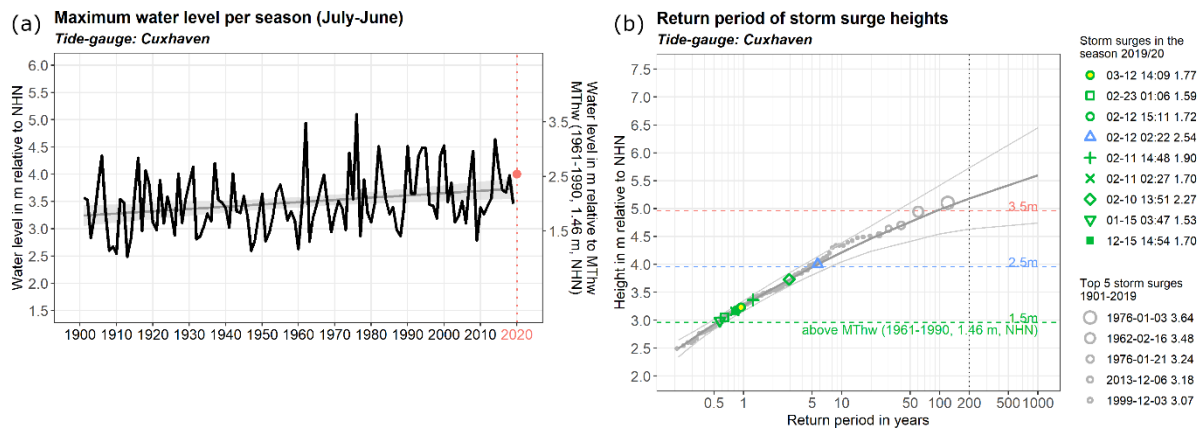 (a)
Maximum water level per season (July-June)
Tide-gauge: Cuxhaven
Water level in m relative to NHN
6.0
5.5
5.0
4.5
4.0
3.5
3.0
2.5
2.0
1.5
1900 1910 1920 1930 1940 1950 1960 1970 1980 1990 2000 2010 2020
3.5
2.5
1.5
Water level in m relative to MThw
(1961-1990, 1.46 m, NHN)
(b)
Return period of storm surge heights
Tide-gauge: Cuxhaven
Height in m relative to NHN
7.5
7.0
6.5
6.0
5.5
5.0
4.5
4.0
3.5
3.0
2.5
2.0
3.5m
2.5m
1.5m
above MThw (1961-1990, 1.46 m, NHN)
0.5 1 5 10 50 100 200 500 1000
Return period in years
Storm surges in the
season 2019/20
03-12 14:09 1.77
02-23 01:06 1.59
02-12 15:11 1.72
02-12 02:22 2.54
02-11 14:48 1.90
02-11 02:27 1.70
02-10 13:51 2.27
01-15 03:47 1.53
12-15 14:54 1.70
Top 5 storm surges
1901-2019
1976-01-03 3.64
1962-02-16 3.48
1976-01-21 3.24
2013-12-06 3.18
1999-12-03 3.07